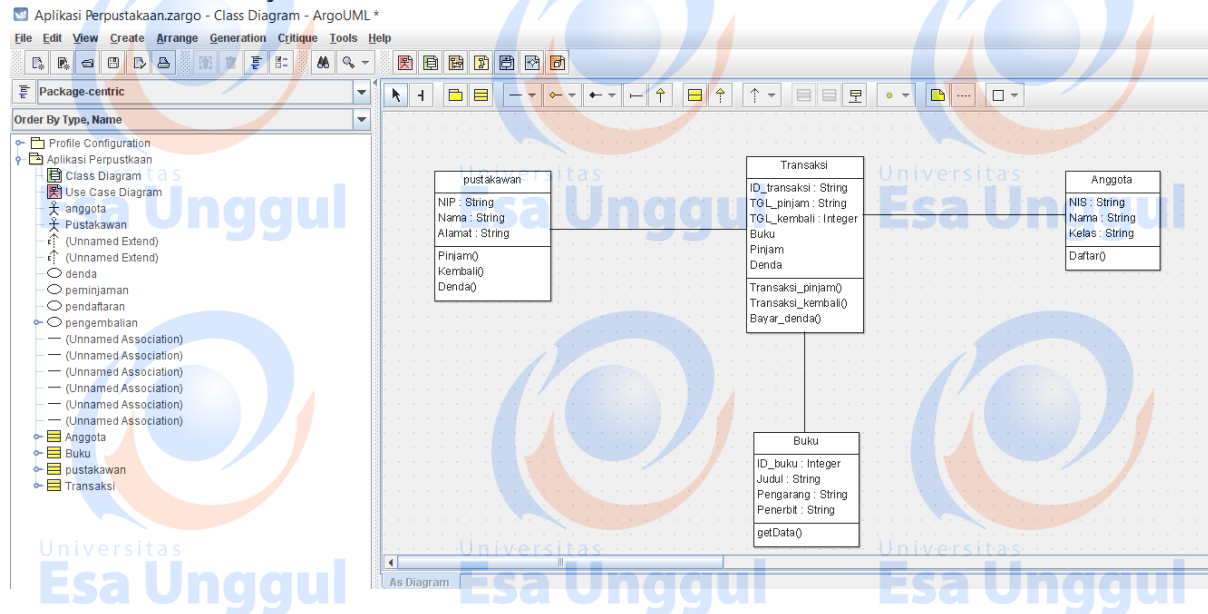 Aplikasi Perpustakaan.zargo - Class Diagram - ArgoUML *
File Edit View Create Arrange Generation Critique Tools Help
Package-centric
Order By Type, Name
Profile Configuration
Aplikasi Perpustkaan
Class Diagram
Use Case Diagram
anggota
Pustakawan
(Unnamed Extend)
(Unnamed Extend)
denda
peminjaman
pendaftaran
pengembalian
(Unnamed Association)
(Unnamed Association)
(Unnamed Association)
(Unnamed Association)
(Unnamed Association)
(Unnamed Association)
Anggota
Buku
pustakawan
Transaksi
pustakawan
NIP : String
Nama : String
Alamat : String
Pinjam()
Kembali()
Denda()
Transaksi
ID_transaksi : String
TGL_pinjam : String
TGL_kembali : Integer
Buku
Pinjam
Denda
Transaksi_pinjam()
Transaksi_kembali()
Bayar_denda()
Anggota
NIS : String
Nama : String
Kelas : String
Daftar()
Buku
ID_buku : Integer
Judul : String
Pengarang : String
Penerbit : String
getData()
As Diagram
Universitas
Esa Unggul
Universitas
Esa Unggul
Universitas
Esa Unggul
Universitas
Esa Unggul
Universitas
Esa Unggul
Universitas
Esa Unggul